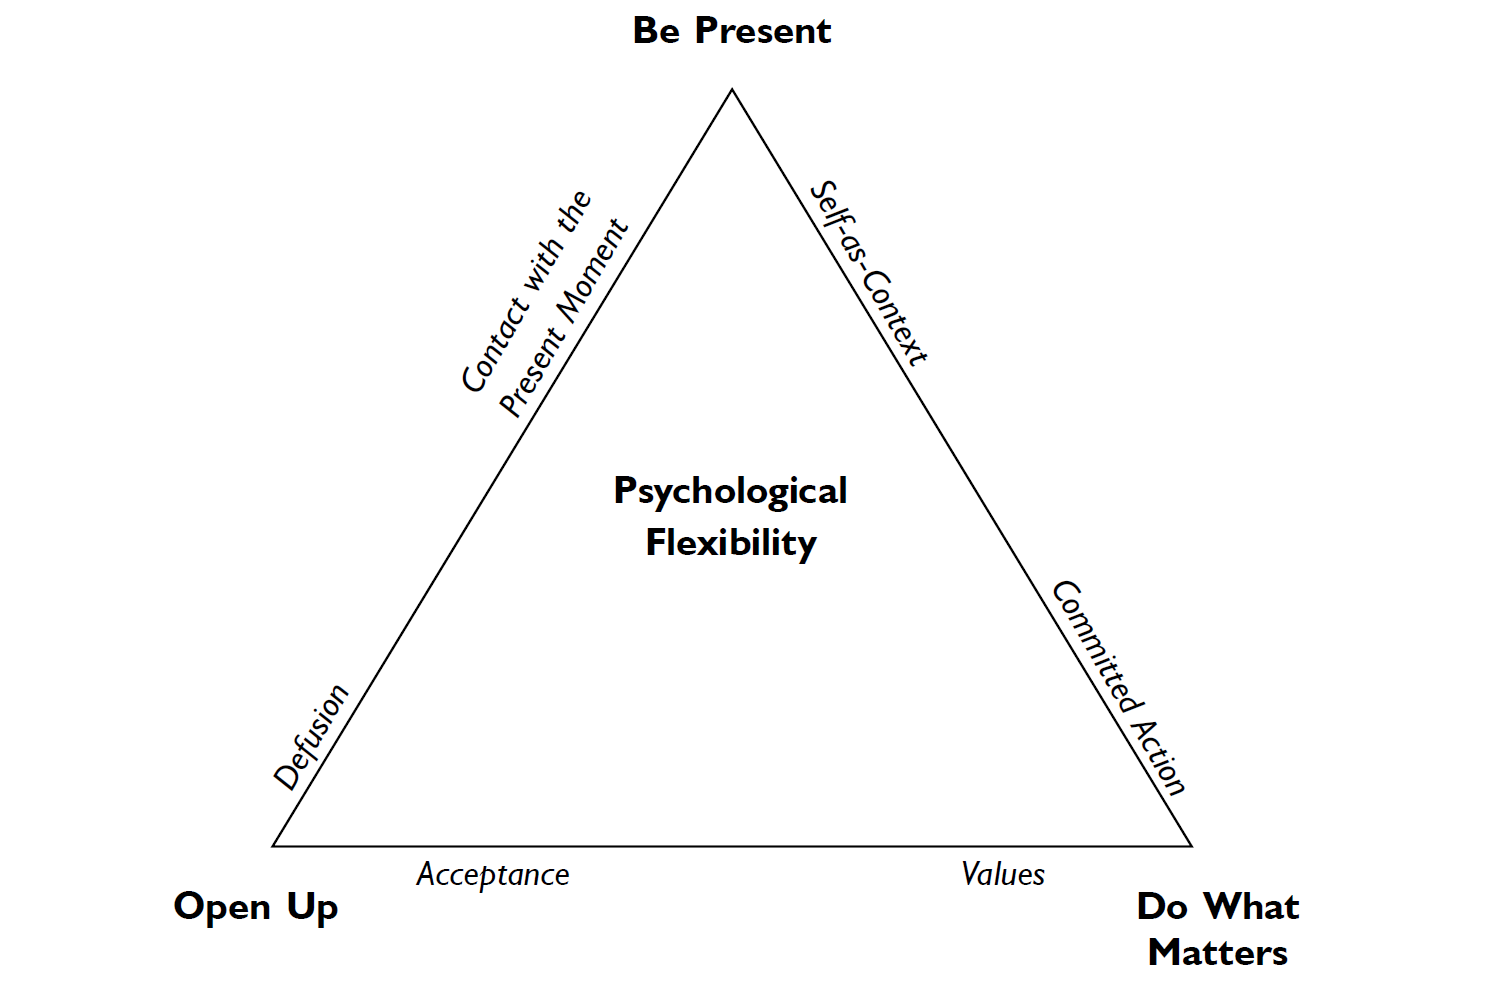 Be Present
Contact with the
Present Moment
Self-as-Context
Psychological
Flexibility
Defusion
Committed Action
Acceptance
Values
Open Up
Do What
Matters